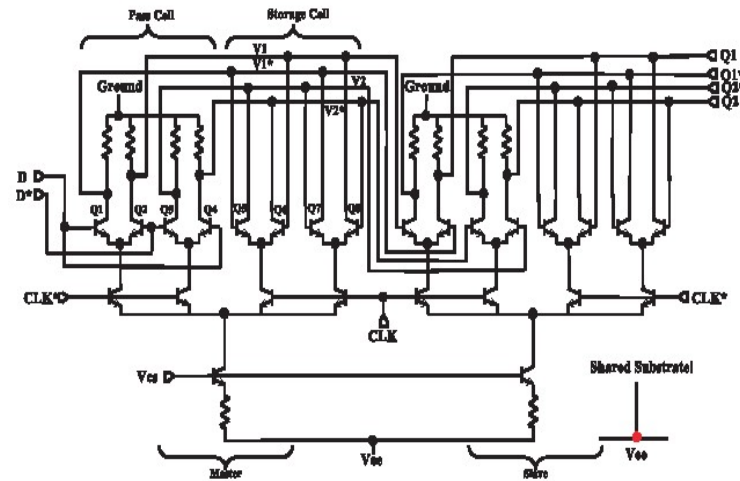 Pass Cell Storage Cell
V1
V1*
V2
V2*
Ground Ground
Q1
Q1*
D
D*
Q1 Q2 Q3 Q4 Q5 Q6 Q7 Q8
CLK* CLK CLK*
Vcs
Shared Substrate!
Vee Vee
Master Slave